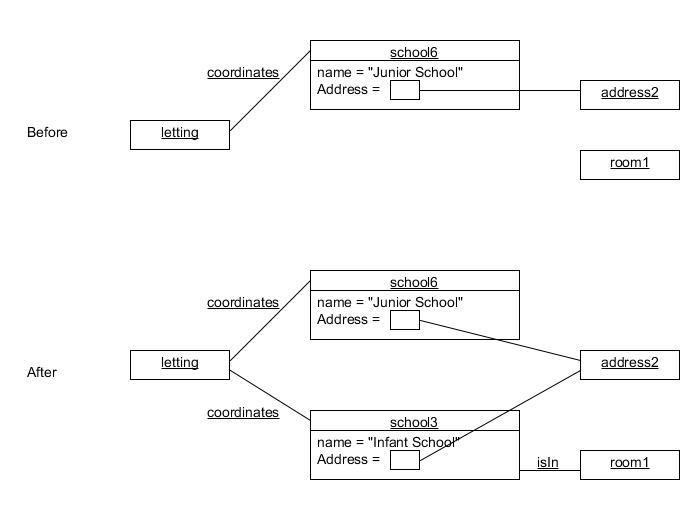 school6
coordinates
name = "Junior School"
Address =
address2
Before
letting
room1
school6
coordinates
name = "Junior School"
Address =
letting
address2
After
coordinates
school3
name = "Infant School"
Address =
isIn
room1